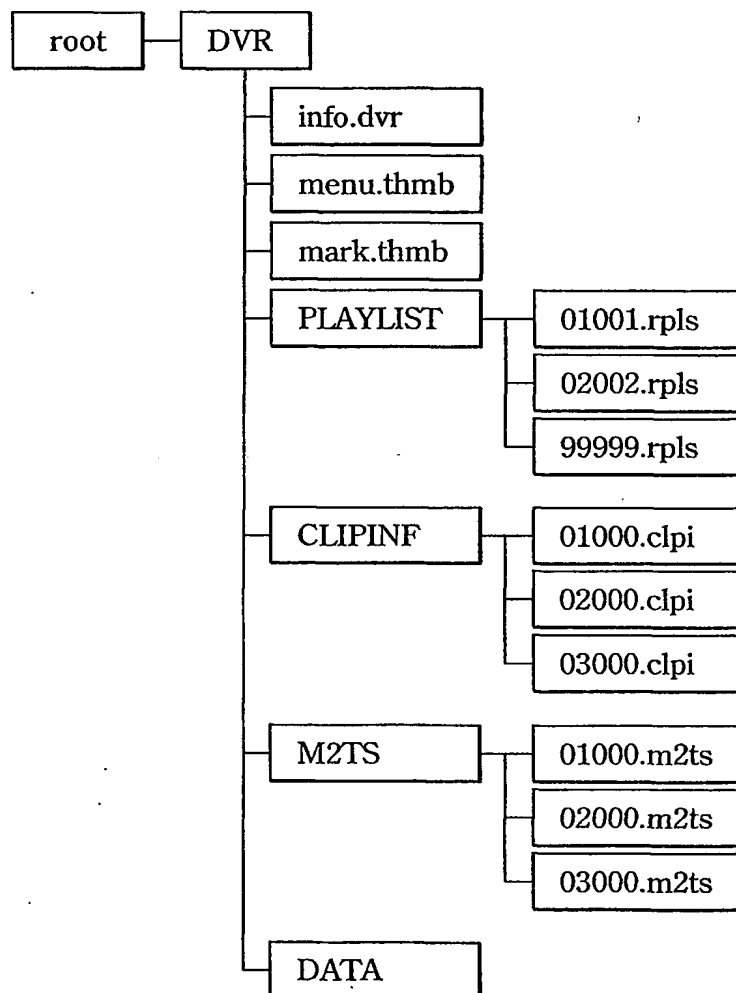 root DVR
info.dvr
menu.thmb
mark.thmb
PLAYLIST 01001.rpls
02002.rpls
99999.rpls
CLIPINF 01000.clpi
02000.clpi
03000.clpi
M2TS 01000.m2ts
02000.m2ts
03000.m2ts
DATA